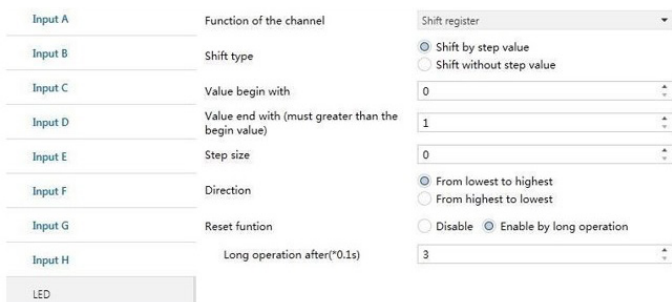 Input A
Input B
Input C
Input D
Input E
Input F
Input G
Input H
LED
Function of the channel
Shift register
Shift type
Shift by step value
Shift without step value
Value begin with
0
Value end with (must greater than the
begin value)
1
Step size
0
Direction
From lowest to highest
From highest to lowest
Reset funtion
Disable
Enable by long operation
Long operation after(*0.1s)
3